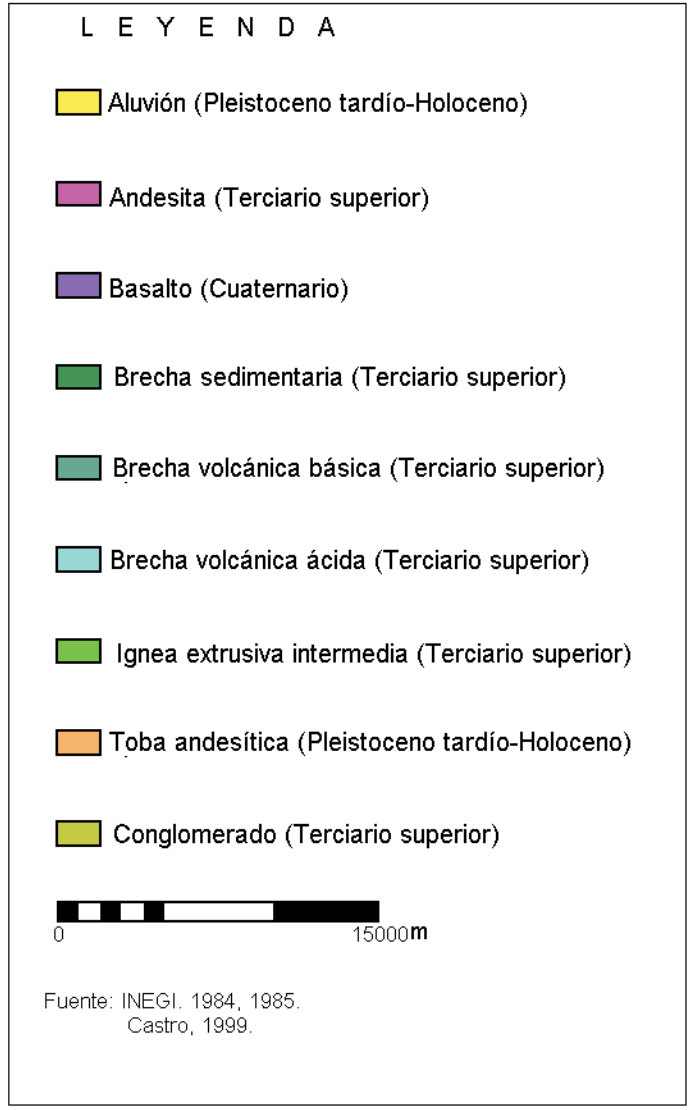 L E Y E N D A
Aluvión (Pleistoceno tardío-Holoceno)
Andesita (Terciario superior)
Basalto (Cuaternario)
Brecha sedimentaria (Terciario superior)
Brecha volcánica básica (Terciario superior)
Brecha volcánica ácida (Terciario superior)
Ignea extrusiva intermedia (Terciario superior)
Toba andesítica (Pleistoceno tardío-Holoceno)
Conglomerado (Terciario superior)
0 15000m
Fuente: INEGI. 1984, 1985.
Castro, 1999.